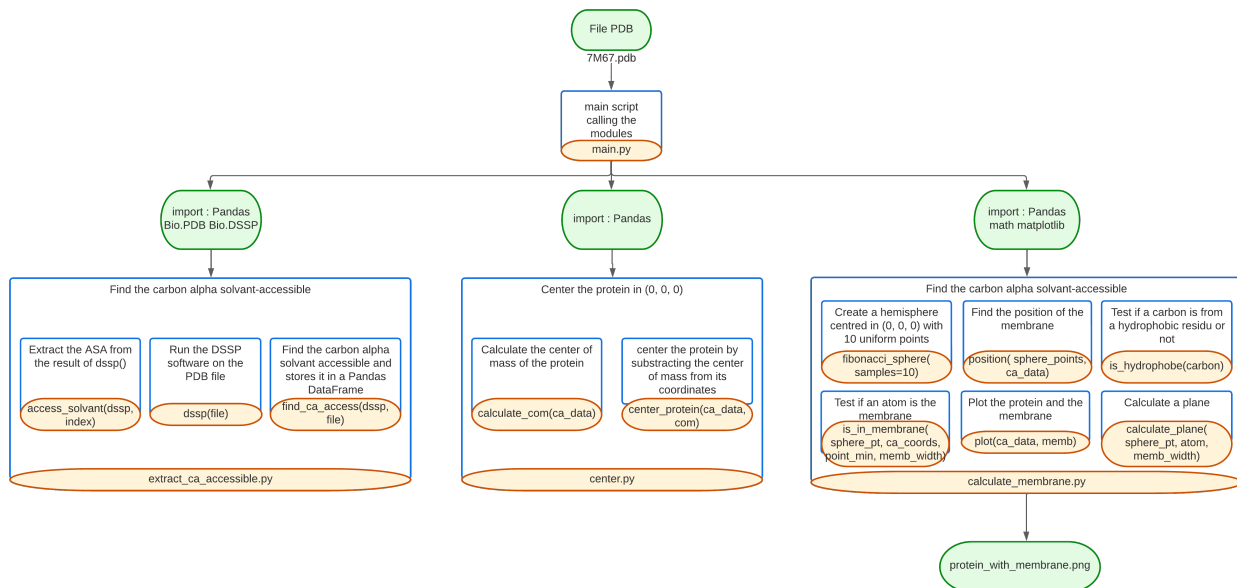 File PDB
7M67.pdb
main script
calling the
modules
main.py
import : Pandas
Bio.PDB Bio.DSSP
import : Pandas
import : Pandas
math matplotlib
Find the carbon alpha solvant-accessible
Extract the ASA from
the result of dssp()
access_solvant(dssp,
index)
Run the DSSP
software on the
PDB file
dssp(file)
Find the carbon alpha
solvant accessible and
stores it in a Pandas
DataFrame
find_ca_access(dssp,
file)
extract_ca_accessible.py
Center the protein in (0, 0, 0)
Calculate the center of
mass of the protein
calculate_com(ca_data)
center the protein by
substracting the center
of mass from its
coordinates
center_protein(ca_data,
com)
center.py
Find the carbon alpha solvant-accessible
Create a hemisphere
centred in (0, 0, 0) with
10 uniform points
fibonacci_sphere(
samples=10)
Find the position of the
membrane
position( sphere_points,
ca_data)
Test if a carbon is from
a hydrophobic residu or
not
is_hydrophobe(carbon)
Test if an atom is the
membrane
is_in_membrane(
sphere_pt, ca_coords,
point_min, memb_width)
Plot the protein and the
membrane
plot(ca_data, memb)
Calculate a plane
calculate_plane(
sphere_pt, atom,
memb_width)
calculate_membrane.py
protein_with_membrane.png